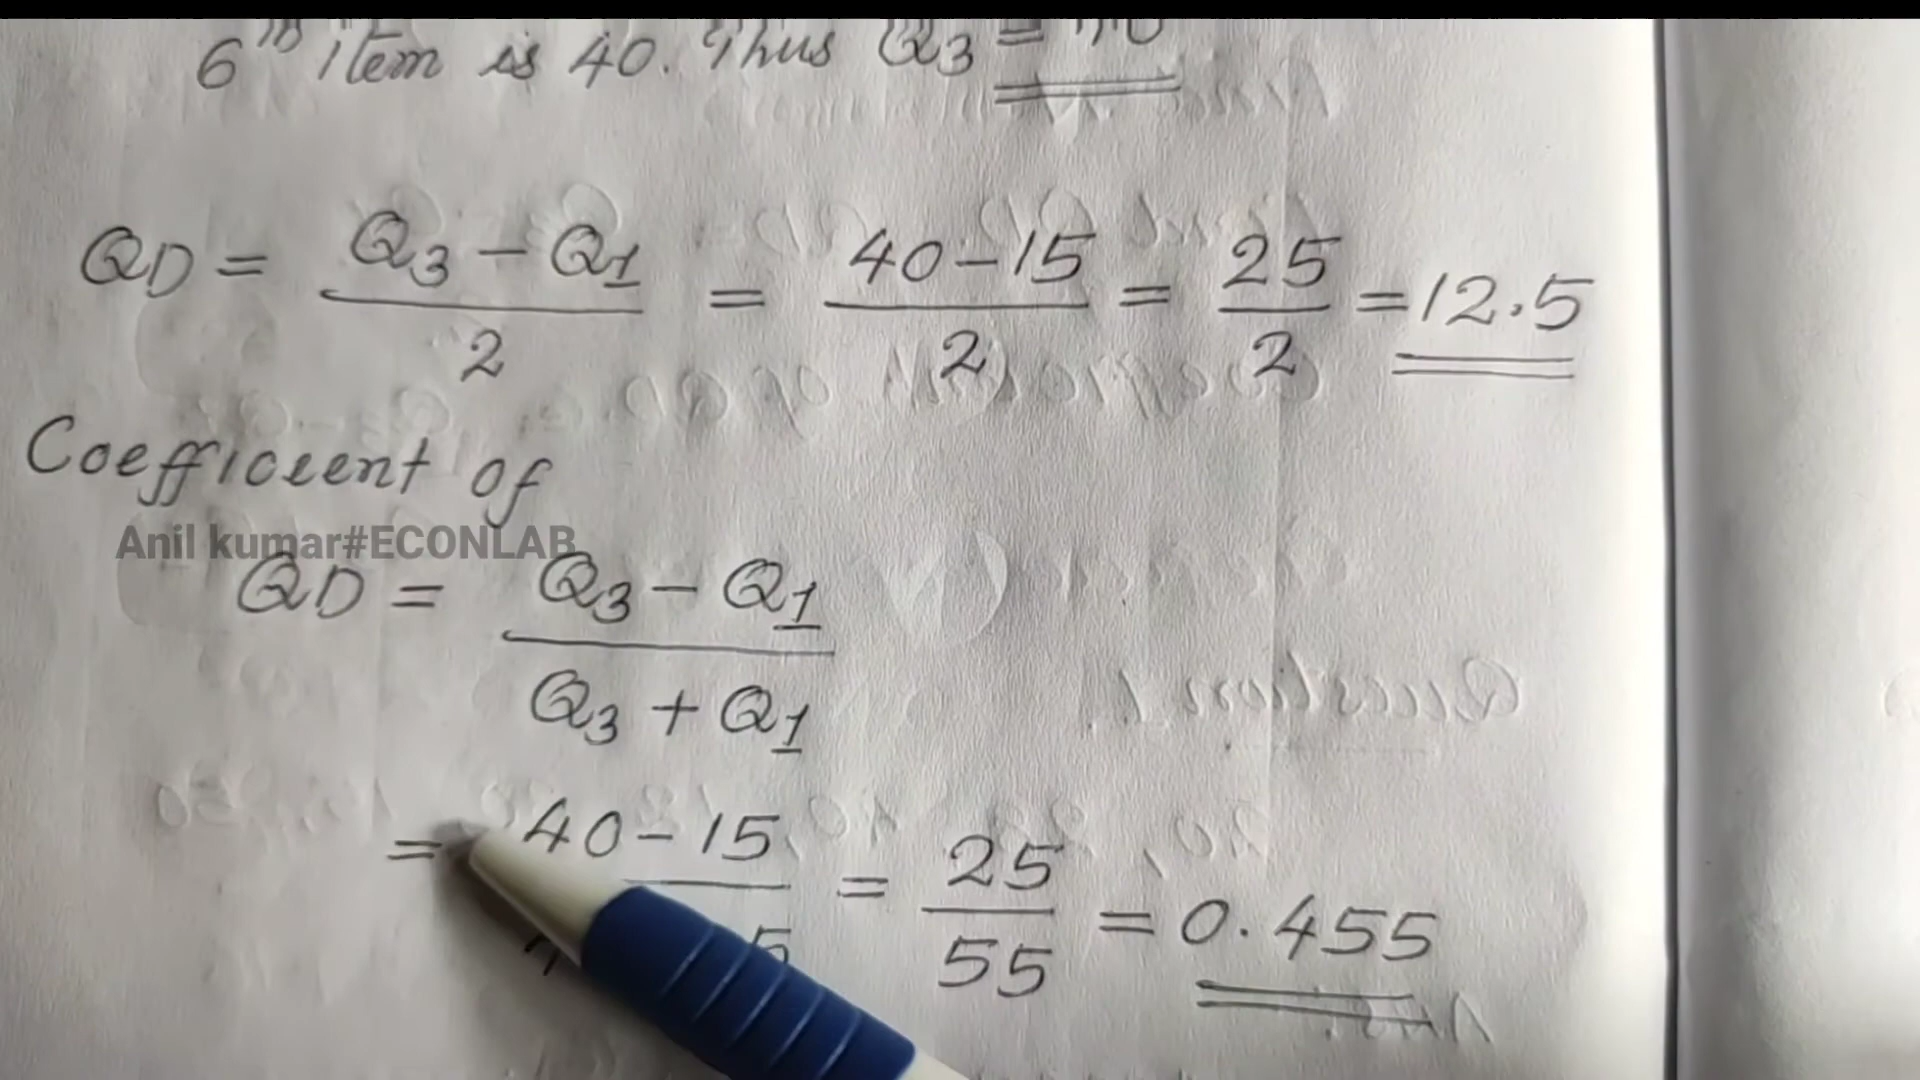 6th item is 40. Thus Q3 = 40
QD = Q3 - Q1 / 2 = 40 - 15 / 2 = 25 / 2 = 12.5
Coefficient of
Anil kumar#ECONLAB
QD = Q3 - Q1 / Q3 + Q1
= 40 - 15 / 5 = 25 / 55 = 0.455